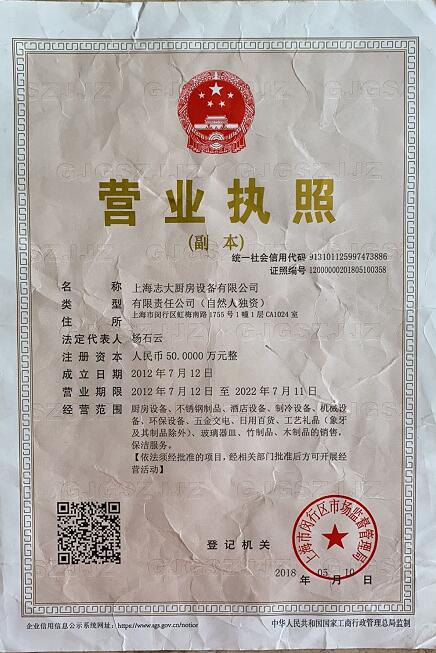 营业执照
(副 本)
统一社会信用代码 913101125997473886
证照编号 12000000201805100358
名 称 上海志大厨房设备有限公司
类 型 有限责任公司(自然人独资)
住 所 上海市闵行区虹梅南路1755号1幢1层CA1024室
法定代表人 杨石云
注册资本 人民币50.0000万元整
成立日期 2012年7月12日
营业期限 2012年7月12日 至 2022年7月11日
经营范围 厨房设备、不锈钢制品、酒店设备、制冷设备、机械设
备、环保设备、五金交电、日用百货、工艺礼品(象牙
及其制品除外)、玻璃器皿、竹制品、木制品的销售,
保洁服务。
【依法须经批准的项目,经相关部门批准后方可开展经
营活动】
登记机关
上海市闵行区市场监督管理局
2018年05月10日
企业信用信息公示系统网址:https://www.sgs.gov.cn/notice
中华人民共和国国家工商行政管理总局监制